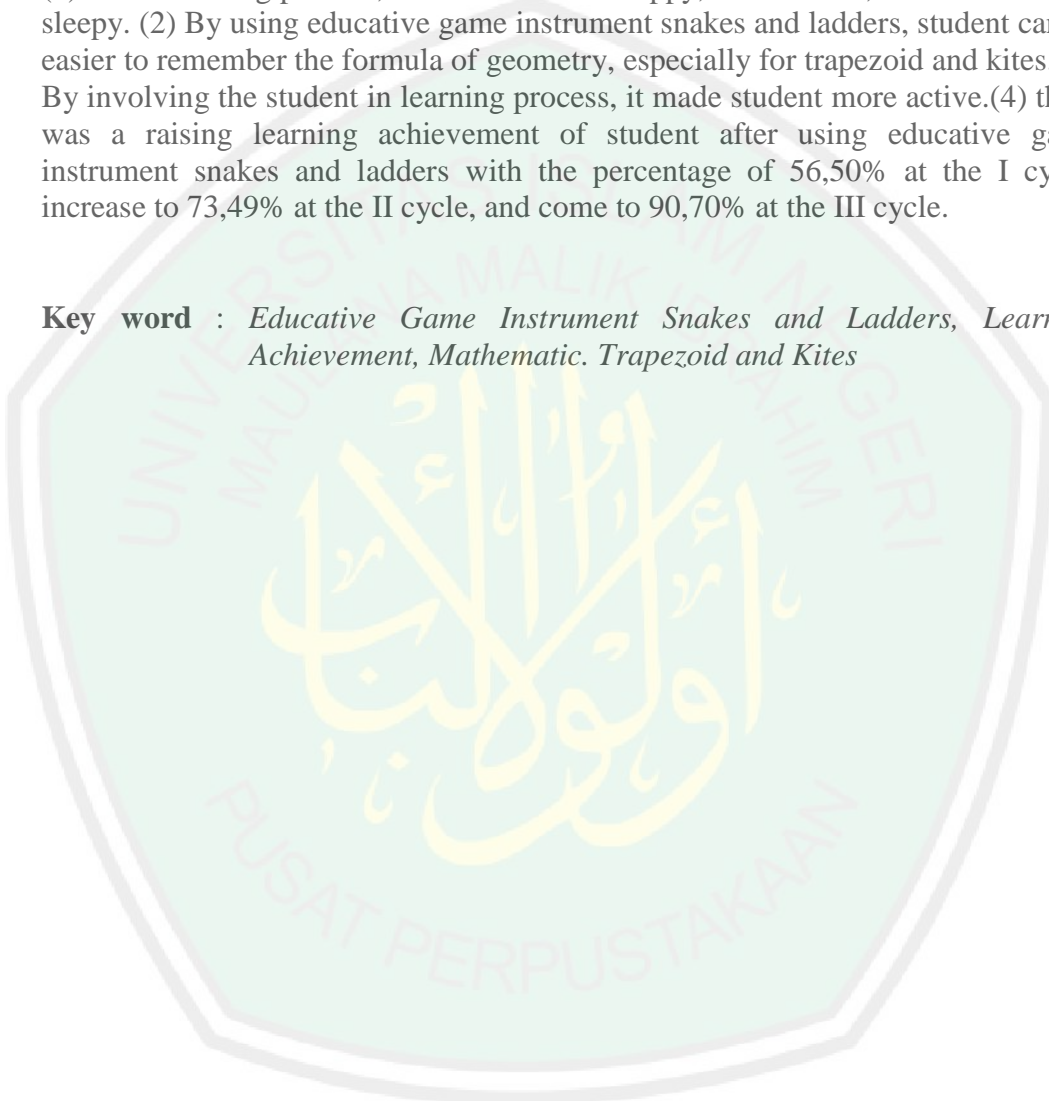 sleepy. (2) By using educative game instrument snakes and ladders, student can
easier to remember the formula of geometry, especially for trapezoid and kites.
By involving the student in learning process, it made student more active.(4) th
was a raising learning achievement of student after using educative ga
instrument snakes and ladders with the percentage of 56,50% at the I cy
increase to 73,49% at the II cycle, and come to 90,70% at the III cycle.
Key word : Educative Game Instrument Snakes and Ladders, Learn
Achievement, Mathematic. Trapezoid and Kites
UNIVERSITAS ISLAM NEGERI
MAULANA MALIK IBRAHIM
أولوا الألباب
PUSAT PERPUSTAKAAN